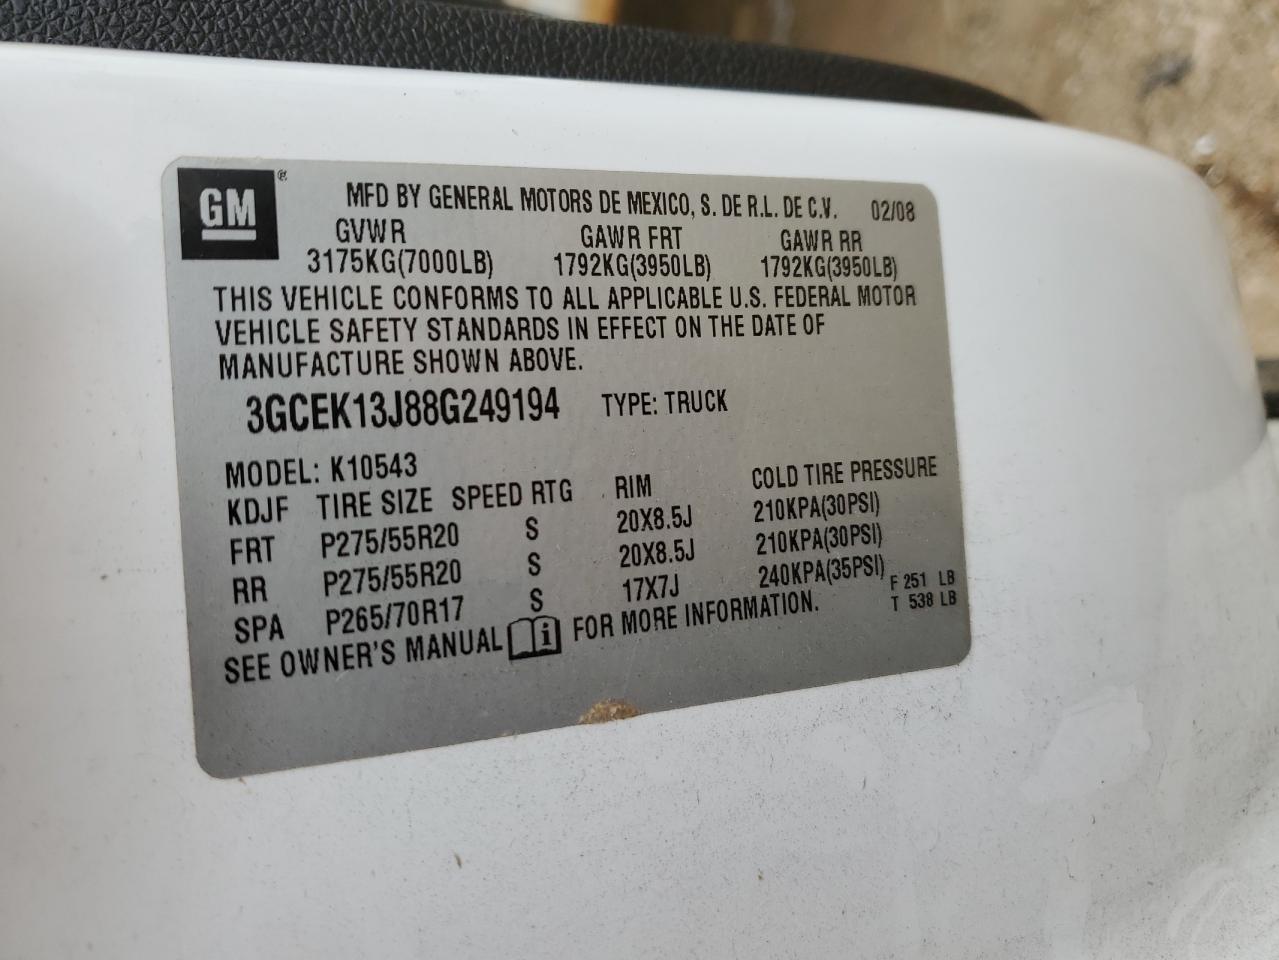 GM ® MFD BY GENERAL MOTORS DE MEXICO, S. DE R.L. DE C.V. 02/08
GVWR GAWR FRT GAWR RR
3175KG(7000LB) 1792KG(3950LB) 1792KG(3950LB)
THIS VEHICLE CONFORMS TO ALL APPLICABLE U.S. FEDERAL MOTOR
VEHICLE SAFETY STANDARDS IN EFFECT ON THE DATE OF
MANUFACTURE SHOWN ABOVE.
3GCEK13J88G249194 TYPE: TRUCK
MODEL: K10543
KDJF TIRE SIZE SPEED RTG RIM COLD TIRE PRESSURE
FRT P275/55R20 S 20X8.5J 210KPA(30PSI)
RR P275/55R20 S 20X8.5J 210KPA(30PSI)
SPA P265/70R17 S 17X7J 240KPA(35PSI) F 251 LB
SEE OWNER'S MANUAL i FOR MORE INFORMATION. T 538 LB